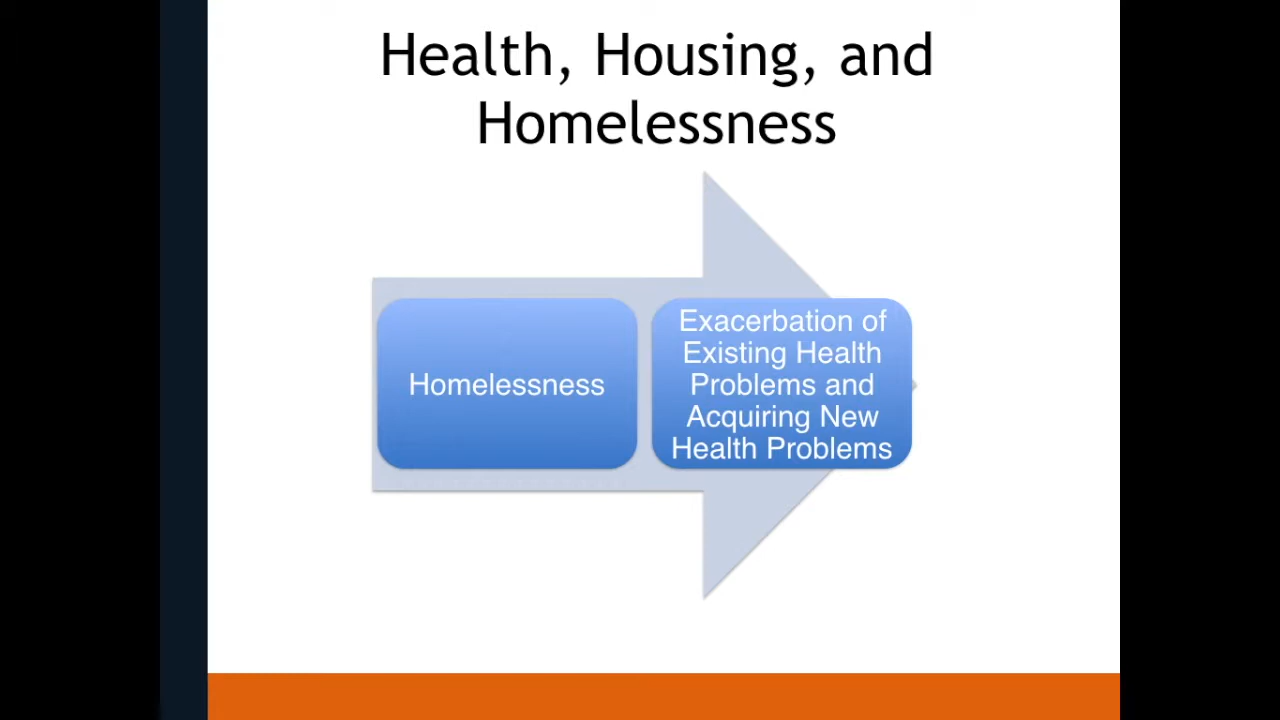 Health, Housing, and
Homelessness
Homelessness
Exacerbation of
Existing Health
Problems and
Acquiring New
Health Problems